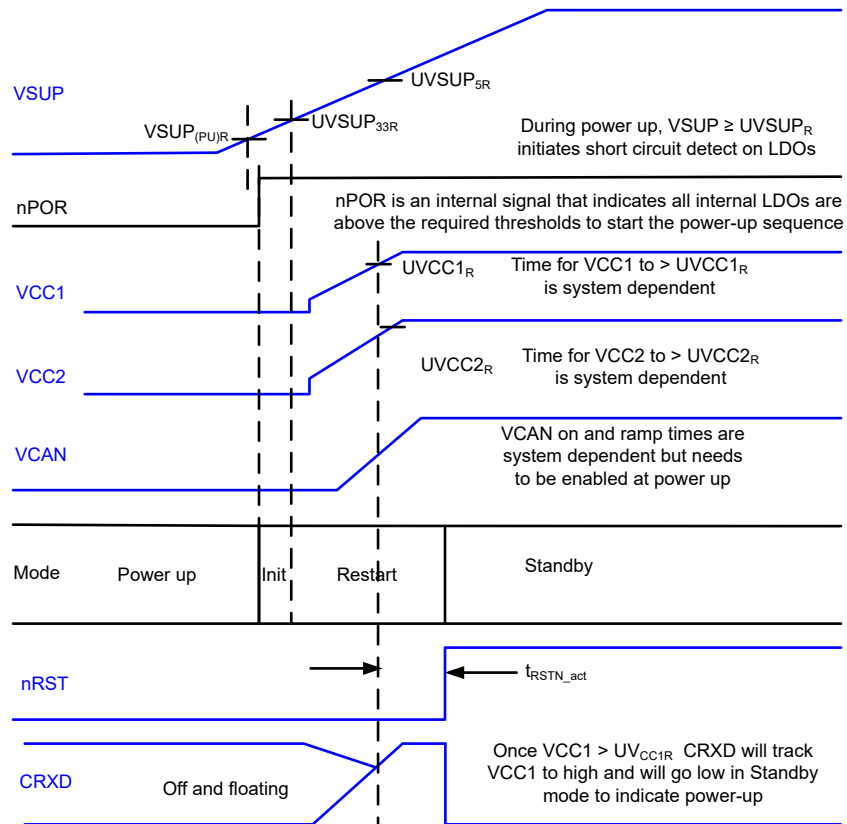 UVSUP5R
VSUP
VSUP(PU)R
UVSUP33R
During power up, VSUP ≥ UVSUPR
initiates short circuit detect on LDOs
nPOR
nPOR is an internal signal that indicates all internal LDOs are
above the required thresholds to start the power-up sequence
VCC1
UVCC1R
Time for VCC1 to > UVCC1R
is system dependent
VCC2
UVCC2R
Time for VCC2 to > UVCC2R
is system dependent
VCAN
VCAN on and ramp times are
system dependent but needs
to be enabled at power up
Mode
Power up
Init
Restart
Standby
nRST
tRSTN_act
CRXD
Off and floating
Once VCC1 > UVCC1R CRXD will track
VCC1 to high and will go low in Standby
mode to indicate power-up